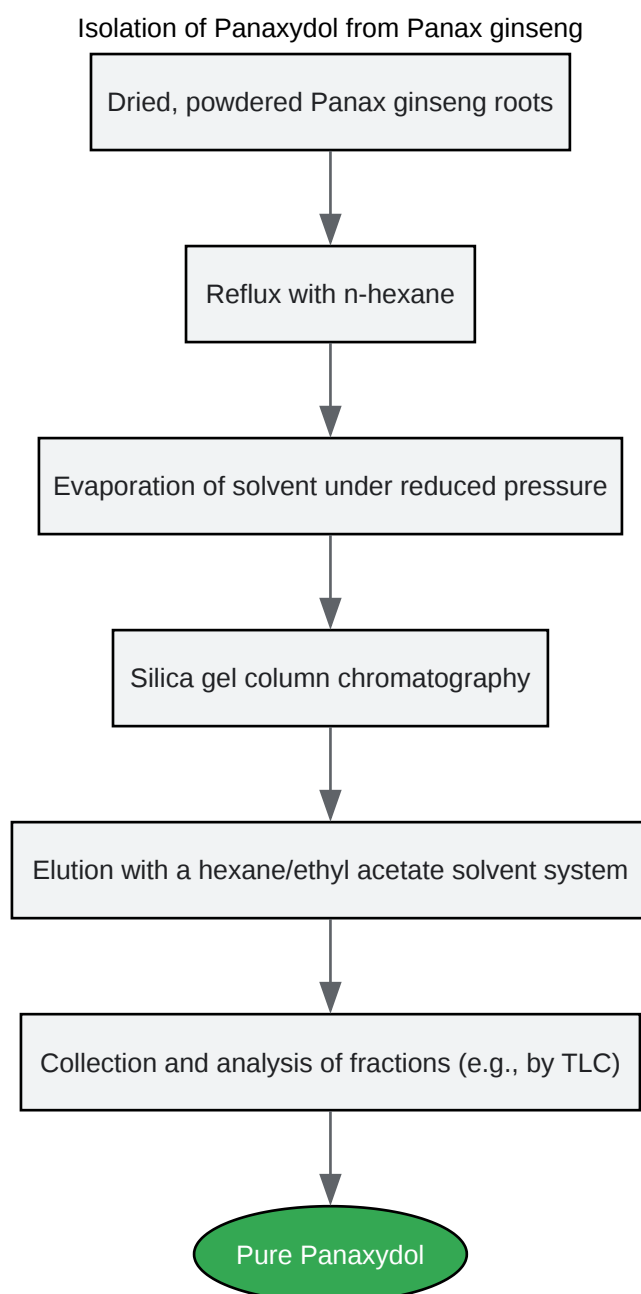 Isolation of Panaxydol from Panax ginseng
Dried, powdered Panax ginseng roots
Reflux with n-hexane
Evaporation of solvent under reduced pressure
Silica gel column chromatography
Elution with a hexane/ethyl acetate solvent system
Collection and analysis of fractions (e.g., by TLC)
Pure Panaxydol